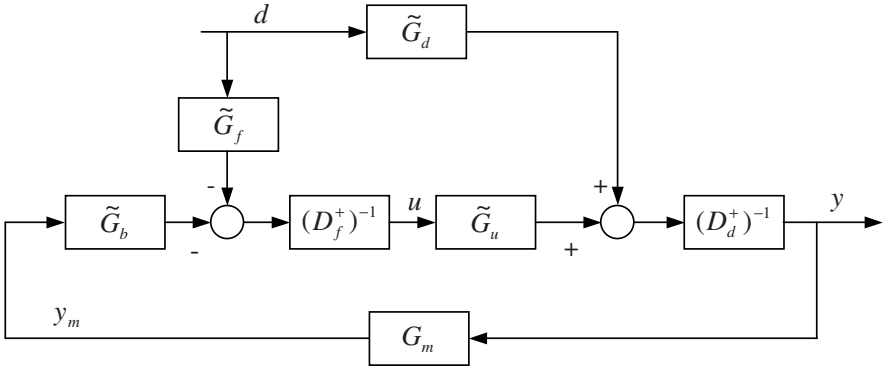 d
G̃_d
G̃_f
-
+
G̃_b
-
(D_f^+)^{-1}
u
G̃_u
+
(D_d^+)^{-1}
y
y_m
G_m